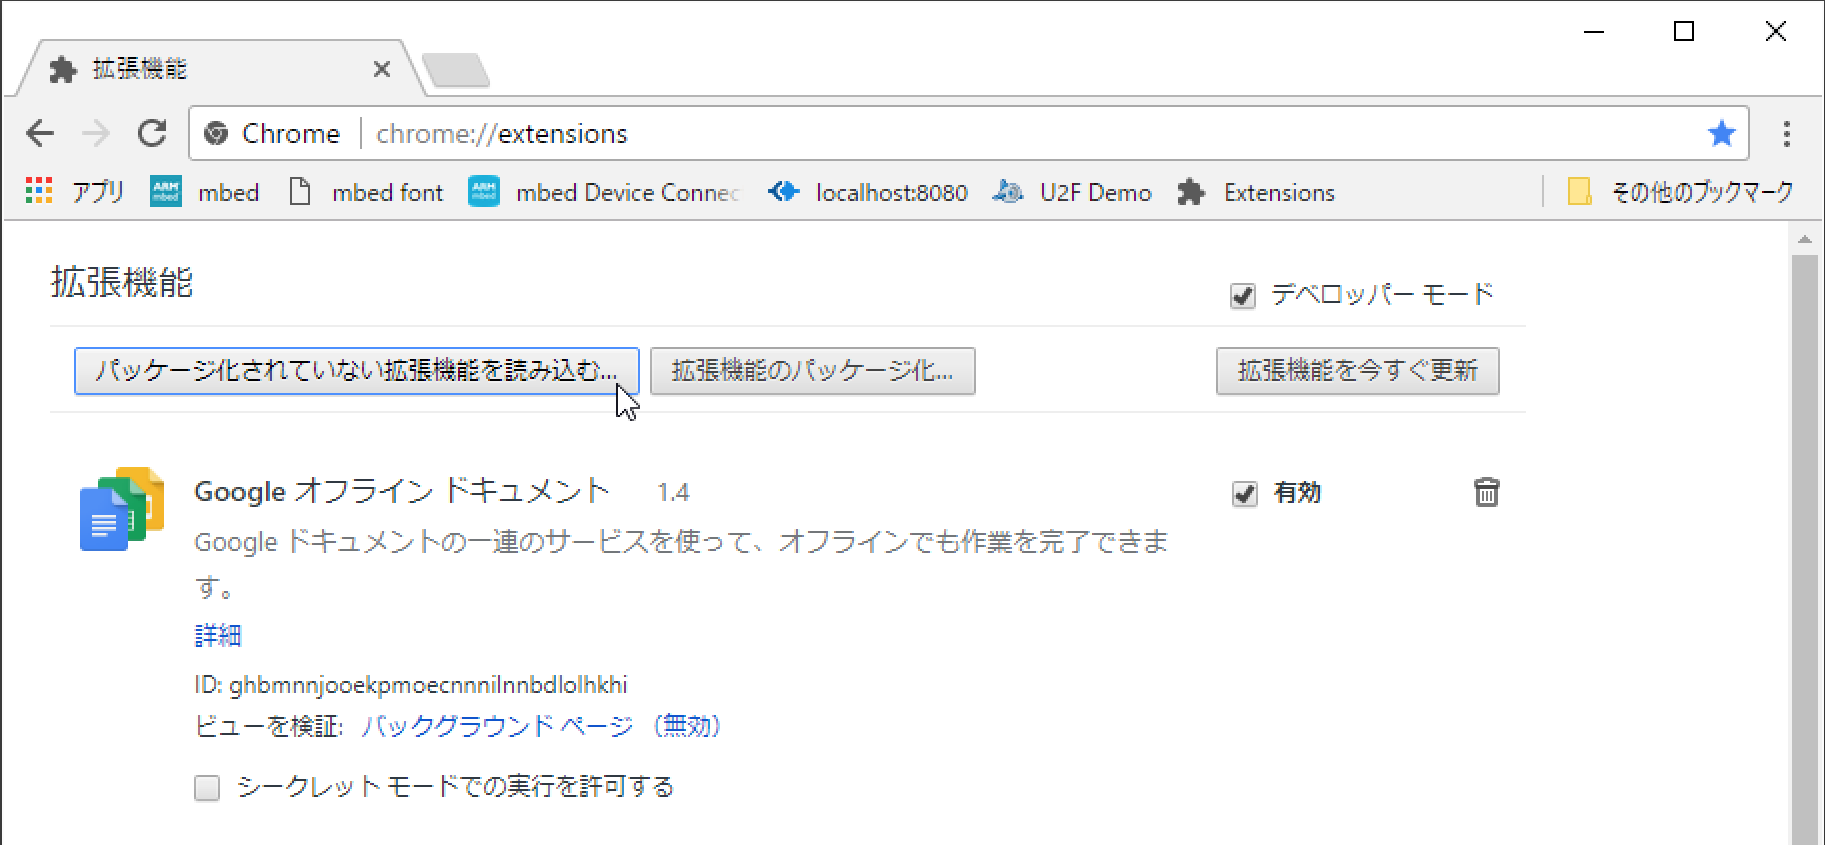 拡張機能
Chrome chrome://extensions
アプリ ARM mbed mbed mbed font ARM mbed mbed Device Connec localhost:8080 U2F Demo Extensions その他のブックマーク
拡張機能 デベロッパー モード
パッケージ化されていない拡張機能を読み込む... 拡張機能のパッケージ化... 拡張機能を今すぐ更新
Google オフライン ドキュメント 1.4 有効
Google ドキュメントの一連のサービスを使って、オフラインでも作業を完了できま
す。
詳細
ID: ghbmnnjooekpmoecnnnilnnbdlolhkhi
ビューを検証: バックグラウンド ページ （無効）
シークレット モードでの実行を許可する